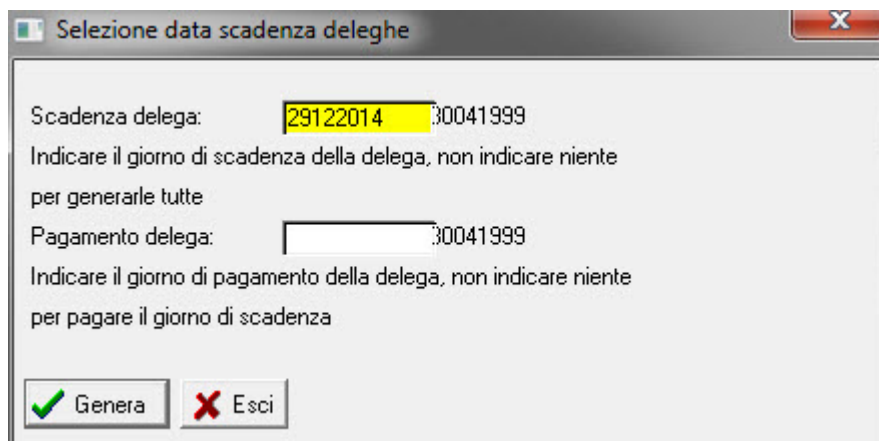 Selezione data scadenza deleghe
Scadenza delega: 29122014 30041999
Indicare il giorno di scadenza della delega, non indicare niente
per generarle tutte
Pagamento delega: 30041999
Indicare il giorno di pagamento della delega, non indicare niente
per pagare il giorno di scadenza
Genera Esci